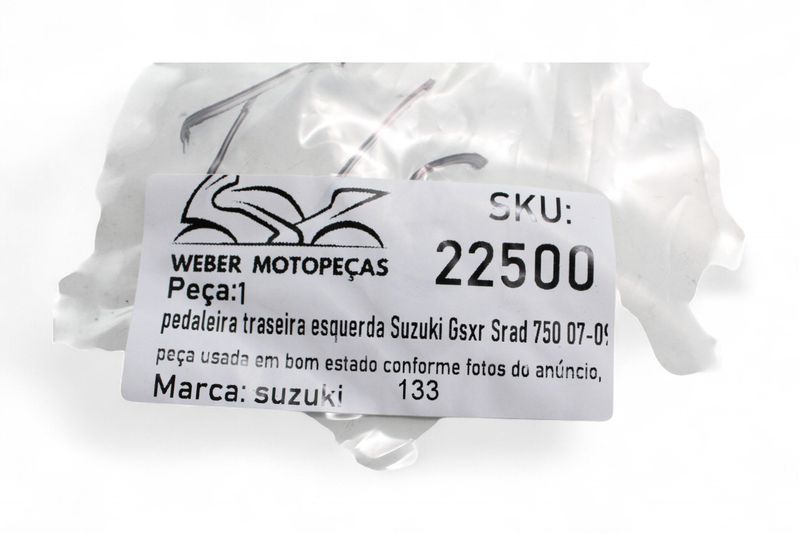 SKU:
22500
WEBER MOTOPEÇAS
Peça:1
pedaleira traseira esquerda Suzuki Gsxr Srad 750 07-09
peça usada em bom estado conforme fotos do anúncio,
Marca: suzuki 133